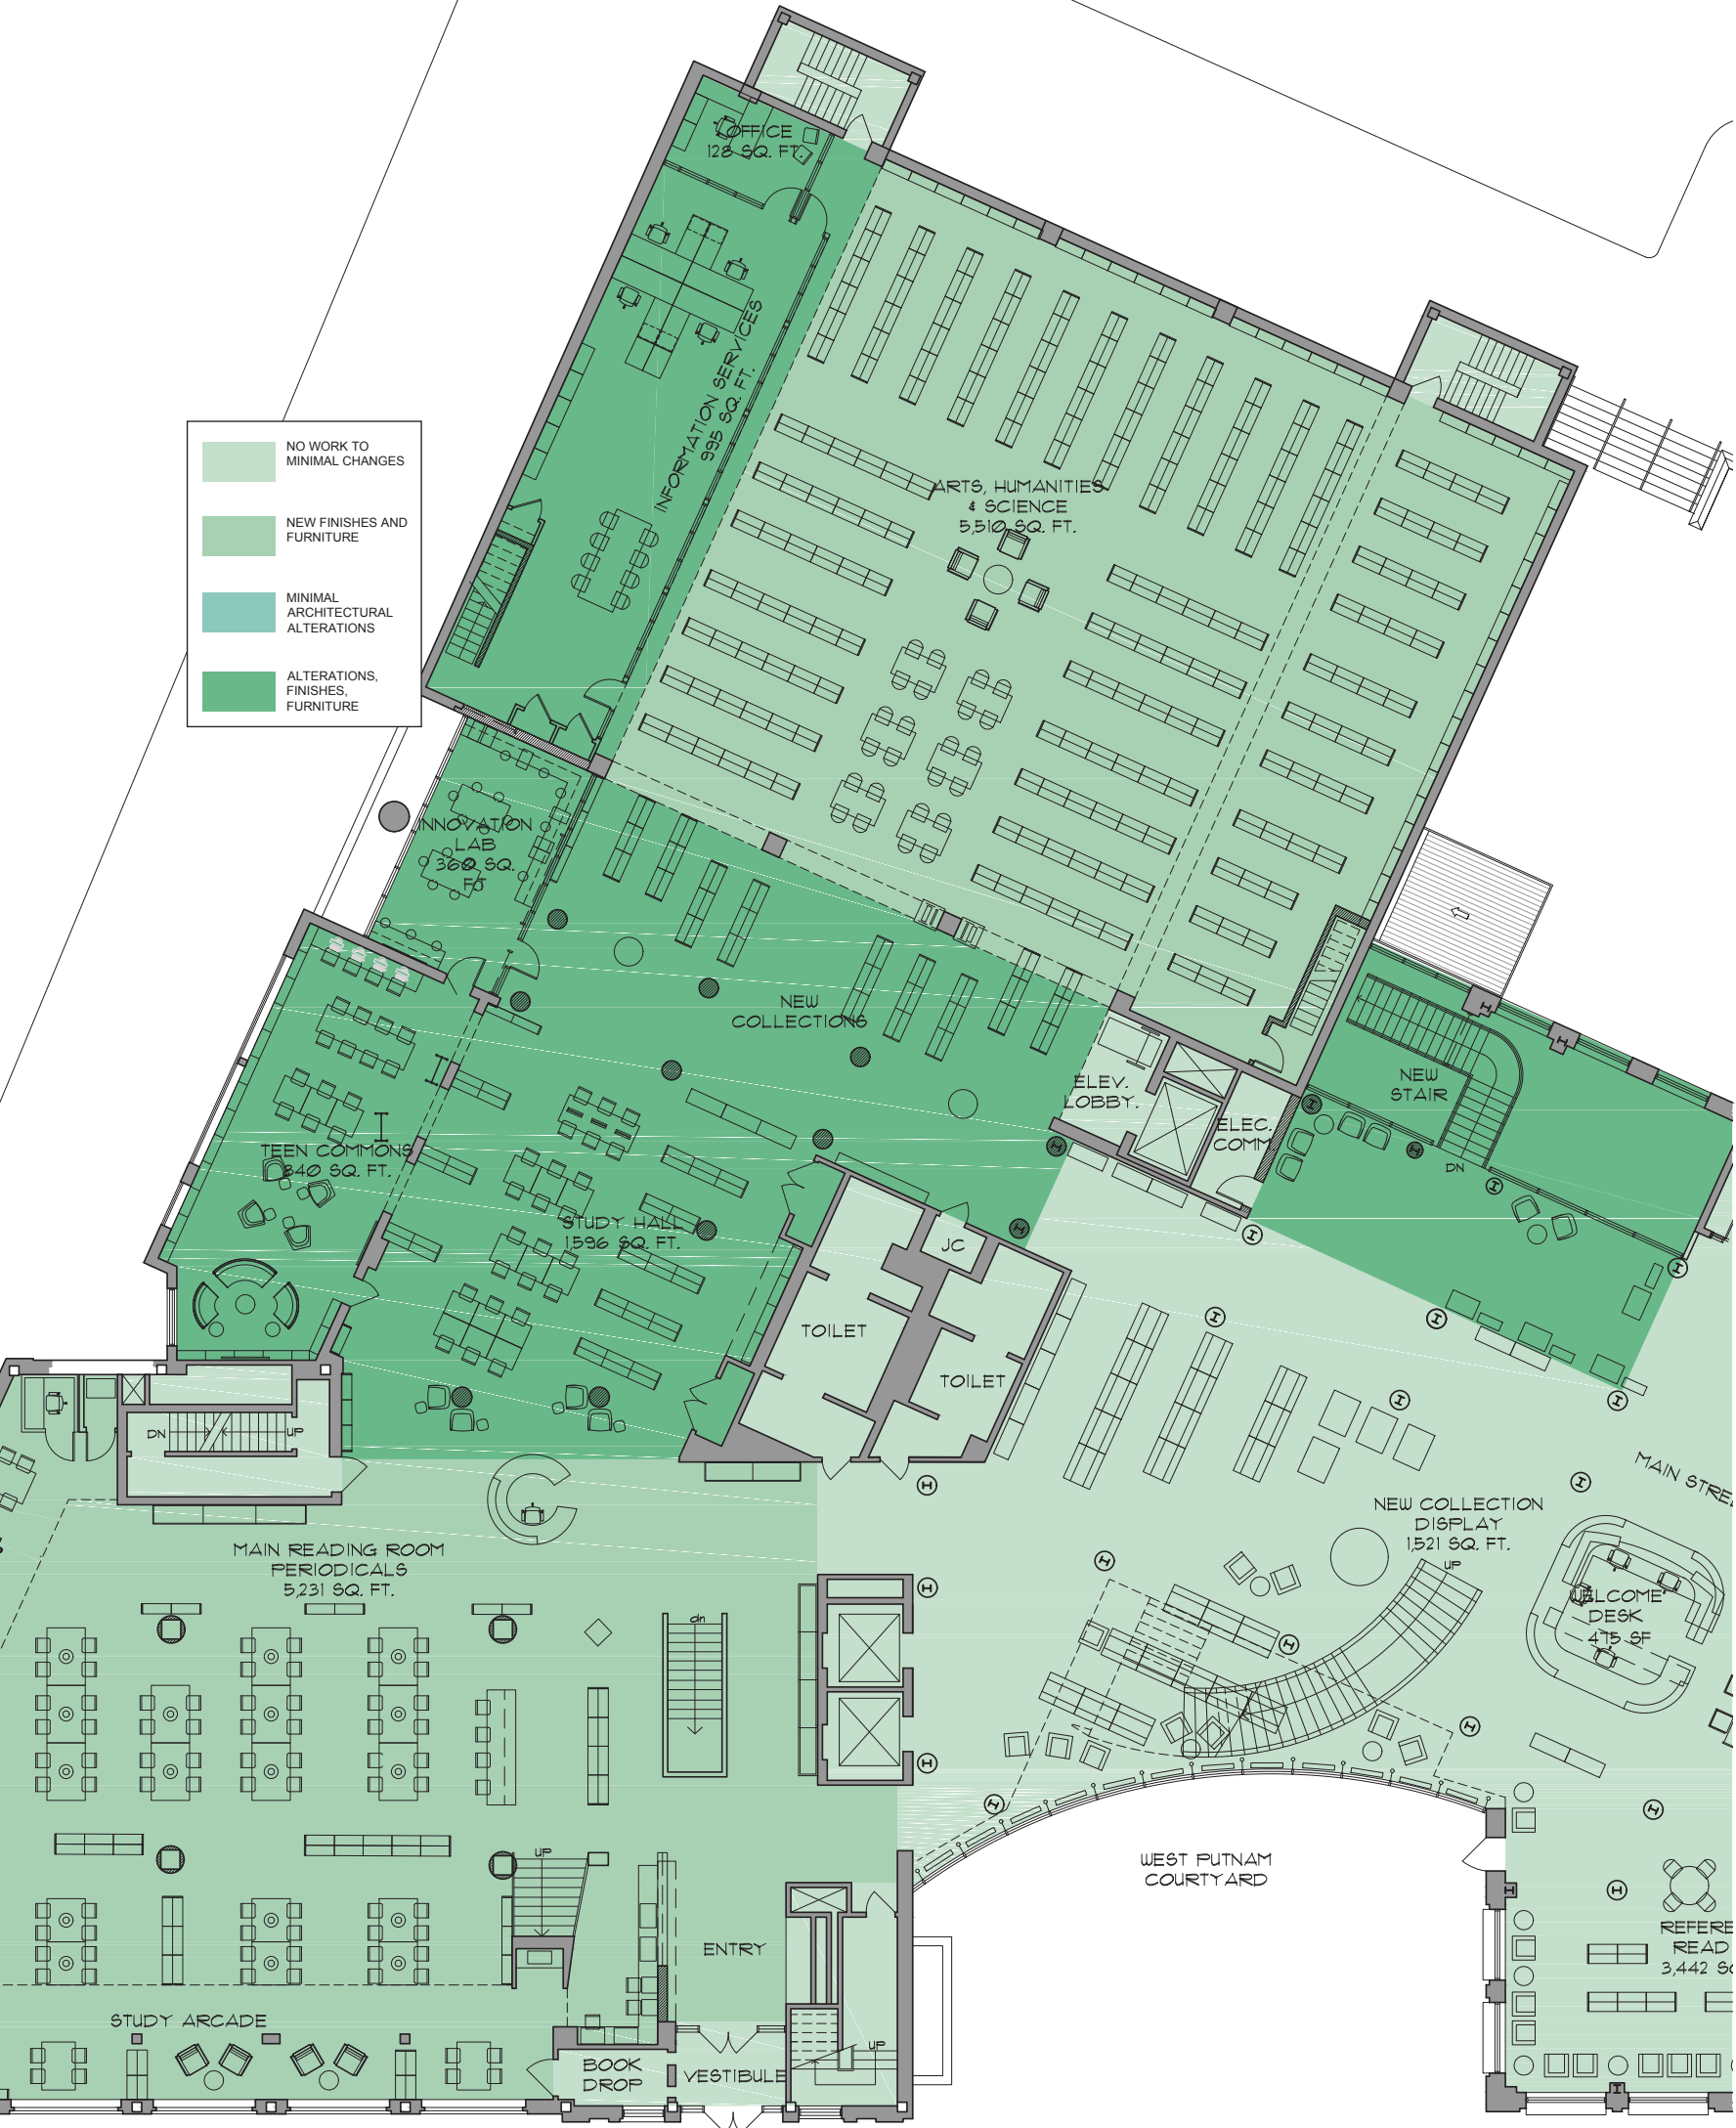 OFFICE
128 SQ. FT.
INFORMATION SERVICES
995 SQ. FT.
NO WORK TO
MINIMAL CHANGES
NEW FINISHES AND
FURNITURE
MINIMAL
ARCHITECTURAL
ALTERATIONS
ALTERATIONS,
FINISHES,
FURNITURE
ARTS, HUMANITIES
& SCIENCE
5,510 SQ. FT.
INNOVATION
LAB
360 SQ.
FT
NEW
COLLECTIONS
ELEV.
LOBBY.
ELEC.
COMM.
NEW
STAIR
DN
TEEN COMMONS
840 SQ. FT.
STUDY HALL
1,596 SQ. FT.
JC
TOILET
TOILET
DN
UP
MAIN STREE
NEW COLLECTION
DISPLAY
1,521 SQ. FT.
UP
WELCOME
DESK
475 SF
MAIN READING ROOM
PERIODICALS
5,231 SQ. FT.
dn
UP
WEST PUTNAM
COURTYARD
ENTRY
REFERE
READ
3,442 SQ
STUDY ARCADE
BOOK
DROP
VESTIBULE
UP